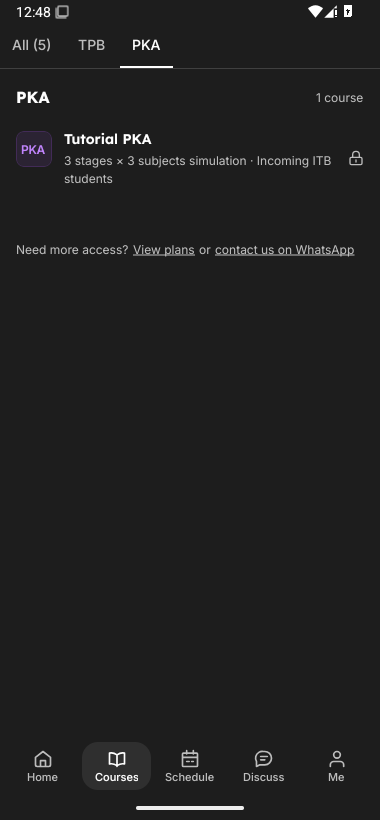 12:48
All (5)
TPB
PKA
PKA
1 course
PKA
Tutorial PKA
3 stages × 3 subjects simulation · Incoming ITB
students
Need more access? View plans or contact us on WhatsApp
Home
Courses
Schedule
Discuss
Me